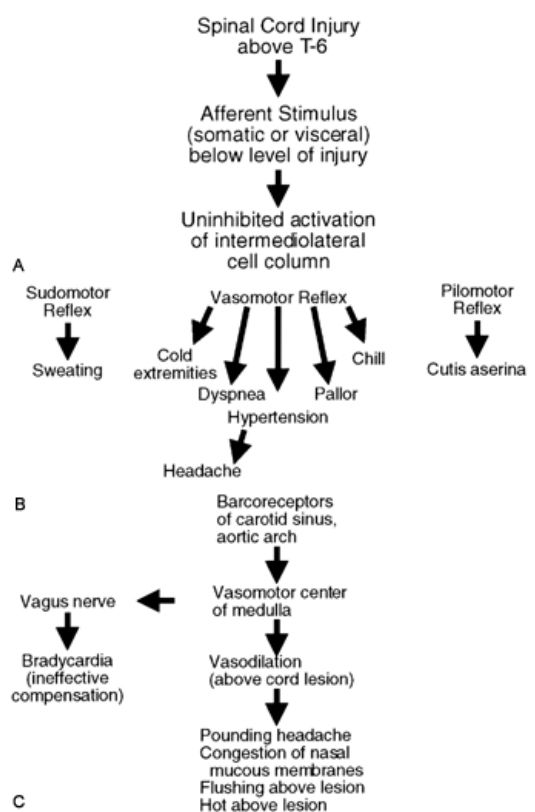 Spinal Cord Injury
above T-6
Afferent Stimulus
(somatic or visceral)
below level of injury
Uninhibited activation
of intermediolateral
cell column
A
Sudomotor
Reflex
Sweating
Vasomotor Reflex
Cold
extremities
Dyspnea
Hypertension
Pallor
Chill
Headache
Pilomotor
Reflex
Cutis aserina
B
Barcoreceptors
of carotid sinus,
aortic arch
Vagus nerve
Vasomotor center
of medulla
Bradycardia
(ineffective
compensation)
Vasodilation
(above cord lesion)
Pounding headache
Congestion of nasal
mucous membranes
Flushing above lesion
Hot above lesion
C